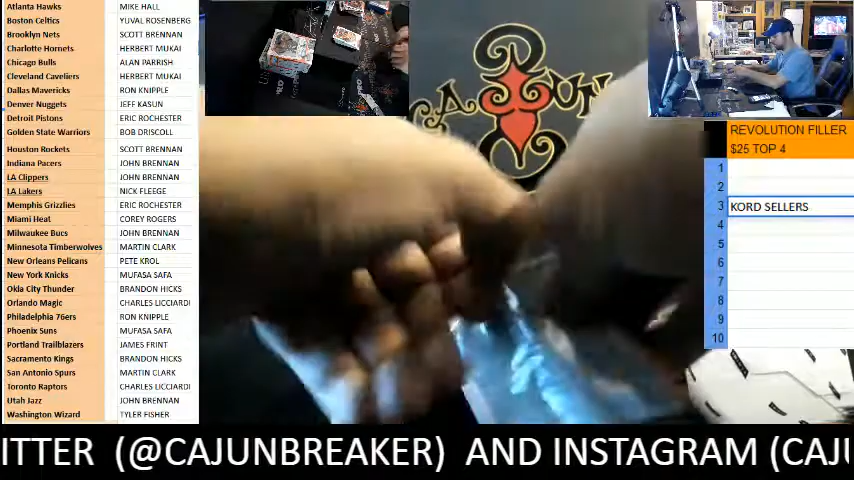 Atlanta Hawks MIKE HALL
Boston Celtics YUVAL ROSENBERG
Brooklyn Nets SCOTT BRENNAN
Charlotte Hornets HERBERT MUKAI
Chicago Bulls ALAN PARRISH
Cleveland Cavaliers HERBERT MUKAI
Dallas Mavericks RON KNIPPLE
Denver Nuggets JEFF KASUN
Detroit Pistons ERIC ROCHESTER
Golden State Warriors BOB DRISCOLL
Houston Rockets SCOTT BRENNAN
Indiana Pacers JOHN BRENNAN
LA Clippers JOHN BRENNAN
LA Lakers NICK FLEEGE
Memphis Grizzlies ERIC ROCHESTER
Miami Heat COREY ROGERS
Milwaukee Bucs JOHN BRENNAN
Minnesota Timberwolves MARTIN CLARK
New Orleans Pelicans PETE KROL
New York Knicks MUFASA SAFA
Okla City Thunder BRANDON HICKS
Orlando Magic CHARLES LICCIARDI
Philadelphia 76ers RON KNIPPLE
Phoenix Suns MUFASA SAFA
Portland Trailblazers JAMES FRINT
Sacramento Kings BRANDON HICKS
San Antonio Spurs MARTIN CLARK
Toronto Raptors CHARLES LICCIARDI
Utah Jazz JOHN BRENNAN
Washington Wizard TYLER FISHER
CAJUN
REVOLUTION FILLER
$25 TOP 4
1
2
3 KORD SELLERS
4
5
6
7
8
9
10
ITTER (@CAJUNBREAKER) AND INSTAGRAM (CAJU